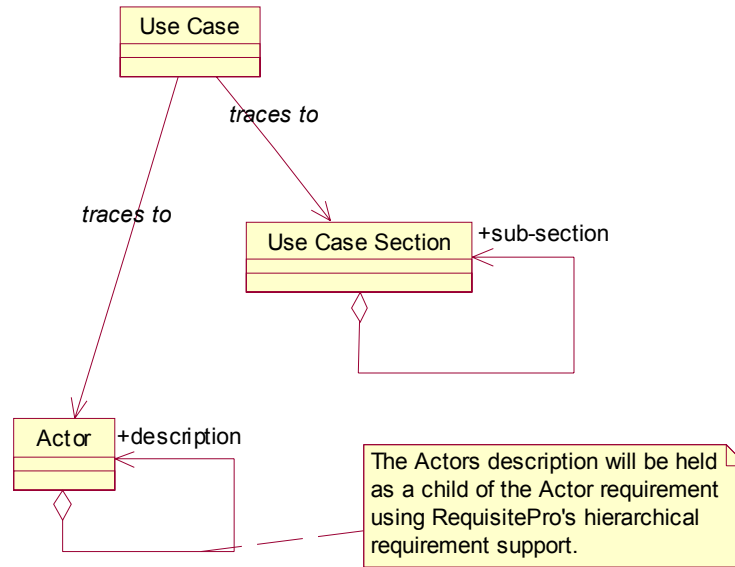 Use Case
traces to
traces to
Use Case Section
+sub-section
Actor
+description
The Actors description will be held
as a child of the Actor requirement
using RequisitePro's hierarchical
requirement support.